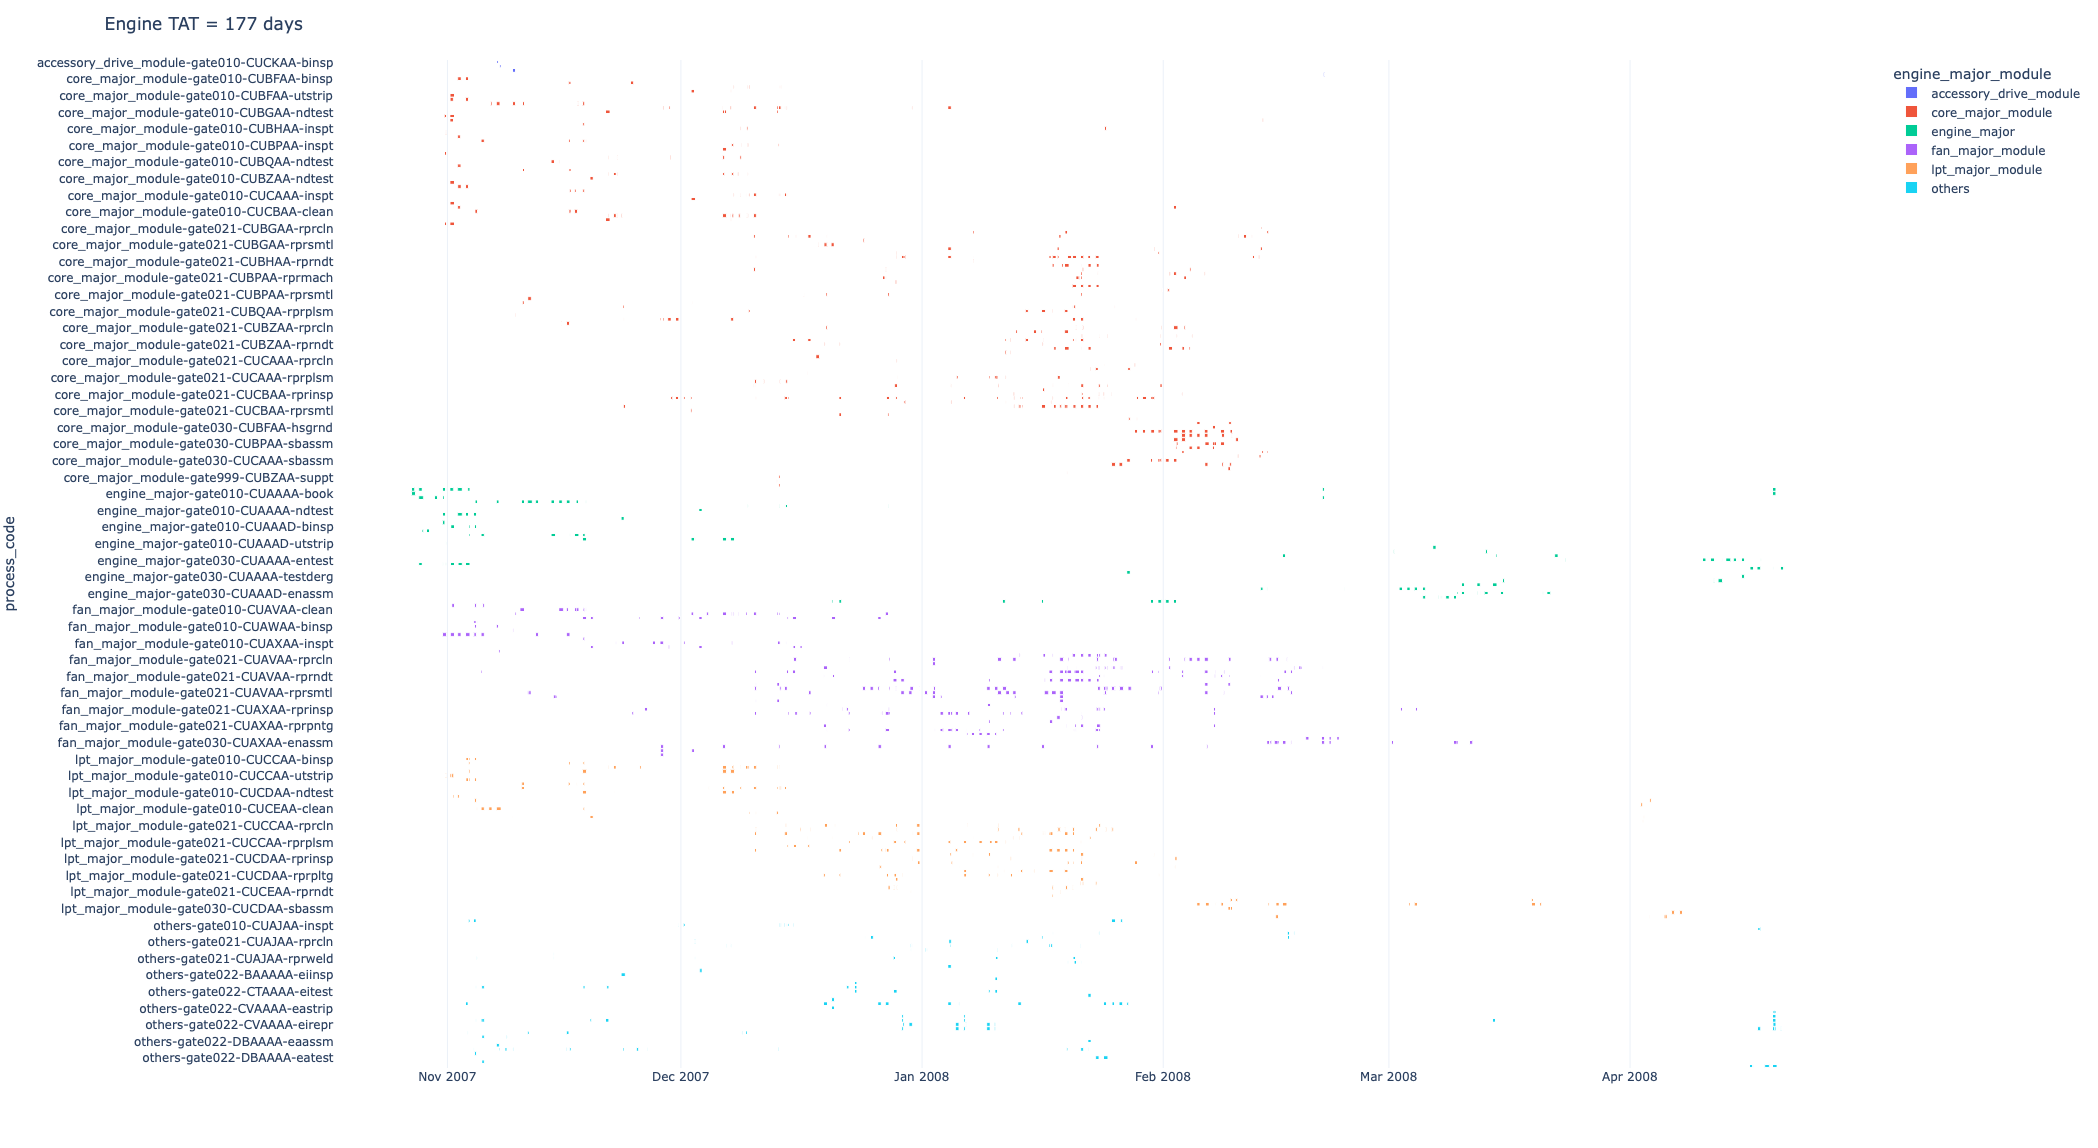 Engine TAT = 177 days
process_code
accessory_drive_module-gate010-CUCKAA-binsp
core_major_module-gate010-CUBFAA-binsp
core_major_module-gate010-CUBFAA-utstrip
core_major_module-gate010-CUBGAA-ndtest
core_major_module-gate010-CUBHAA-inspt
core_major_module-gate010-CUBPAA-inspt
core_major_module-gate010-CUBQAA-ndtest
core_major_module-gate010-CUBZAA-ndtest
core_major_module-gate010-CUCAAA-inspt
core_major_module-gate010-CUCBAA-clean
core_major_module-gate021-CUBGAA-rprcln
core_major_module-gate021-CUBGAA-rprsmtl
core_major_module-gate021-CUBHAA-rprndt
core_major_module-gate021-CUBPAA-rprmach
core_major_module-gate021-CUBPAA-rprsmtl
core_major_module-gate021-CUBQAA-rprplsm
core_major_module-gate021-CUBZAA-rprcln
core_major_module-gate021-CUBZAA-rprndt
core_major_module-gate021-CUCAAA-rprcln
core_major_module-gate021-CUCAAA-rprplsm
core_major_module-gate021-CUCBAA-rprinsp
core_major_module-gate021-CUCBAA-rprsmtl
core_major_module-gate030-CUBFAA-hsgrnd
core_major_module-gate030-CUBPAA-sbassm
core_major_module-gate030-CUCAAA-sbassm
core_major_module-gate999-CUBZAA-suppt
engine_major-gate010-CUAAAA-book
engine_major-gate010-CUAAAA-ndtest
engine_major-gate010-CUAAAD-binsp
engine_major-gate010-CUAAAD-utstrip
engine_major-gate030-CUAAAA-entest
engine_major-gate030-CUAAAA-testderg
engine_major-gate030-CUAAAD-enassm
fan_major_module-gate010-CUAVAA-clean
fan_major_module-gate010-CUAWAA-binsp
fan_major_module-gate010-CUAXAA-inspt
fan_major_module-gate021-CUAVAA-rprcln
fan_major_module-gate021-CUAVAA-rprndt
fan_major_module-gate021-CUAVAA-rprsmtl
fan_major_module-gate021-CUAXAA-rprinsp
fan_major_module-gate021-CUAXAA-rprpntg
fan_major_module-gate030-CUAXAA-enassm
lpt_major_module-gate010-CUCCAA-binsp
lpt_major_module-gate010-CUCCAA-utstrip
lpt_major_module-gate010-CUCDAA-ndtest
lpt_major_module-gate010-CUCEAA-clean
lpt_major_module-gate021-CUCCAA-rprcln
lpt_major_module-gate021-CUCCAA-rprplsm
lpt_major_module-gate021-CUCDAA-rprinsp
lpt_major_module-gate021-CUCDAA-rprpltg
lpt_major_module-gate021-CUCEAA-rprndt
lpt_major_module-gate030-CUCDAA-sbassm
others-gate010-CUAJAA-inspt
others-gate021-CUAJAA-rprcln
others-gate021-CUAJAA-rprweld
others-gate022-BAAAAA-eiinsp
others-gate022-CTAAAA-eitest
others-gate022-CVAAAA-eastrip
others-gate022-CVAAAA-eirepr
others-gate022-DBAAAA-eaassm
others-gate022-DBAAAA-eatest
Nov 2007 Dec 2007 Jan 2008 Feb 2008 Mar 2008 Apr 2008
engine_major_module
accessory_drive_module
core_major_module
engine_major
fan_major_module
lpt_major_module
others